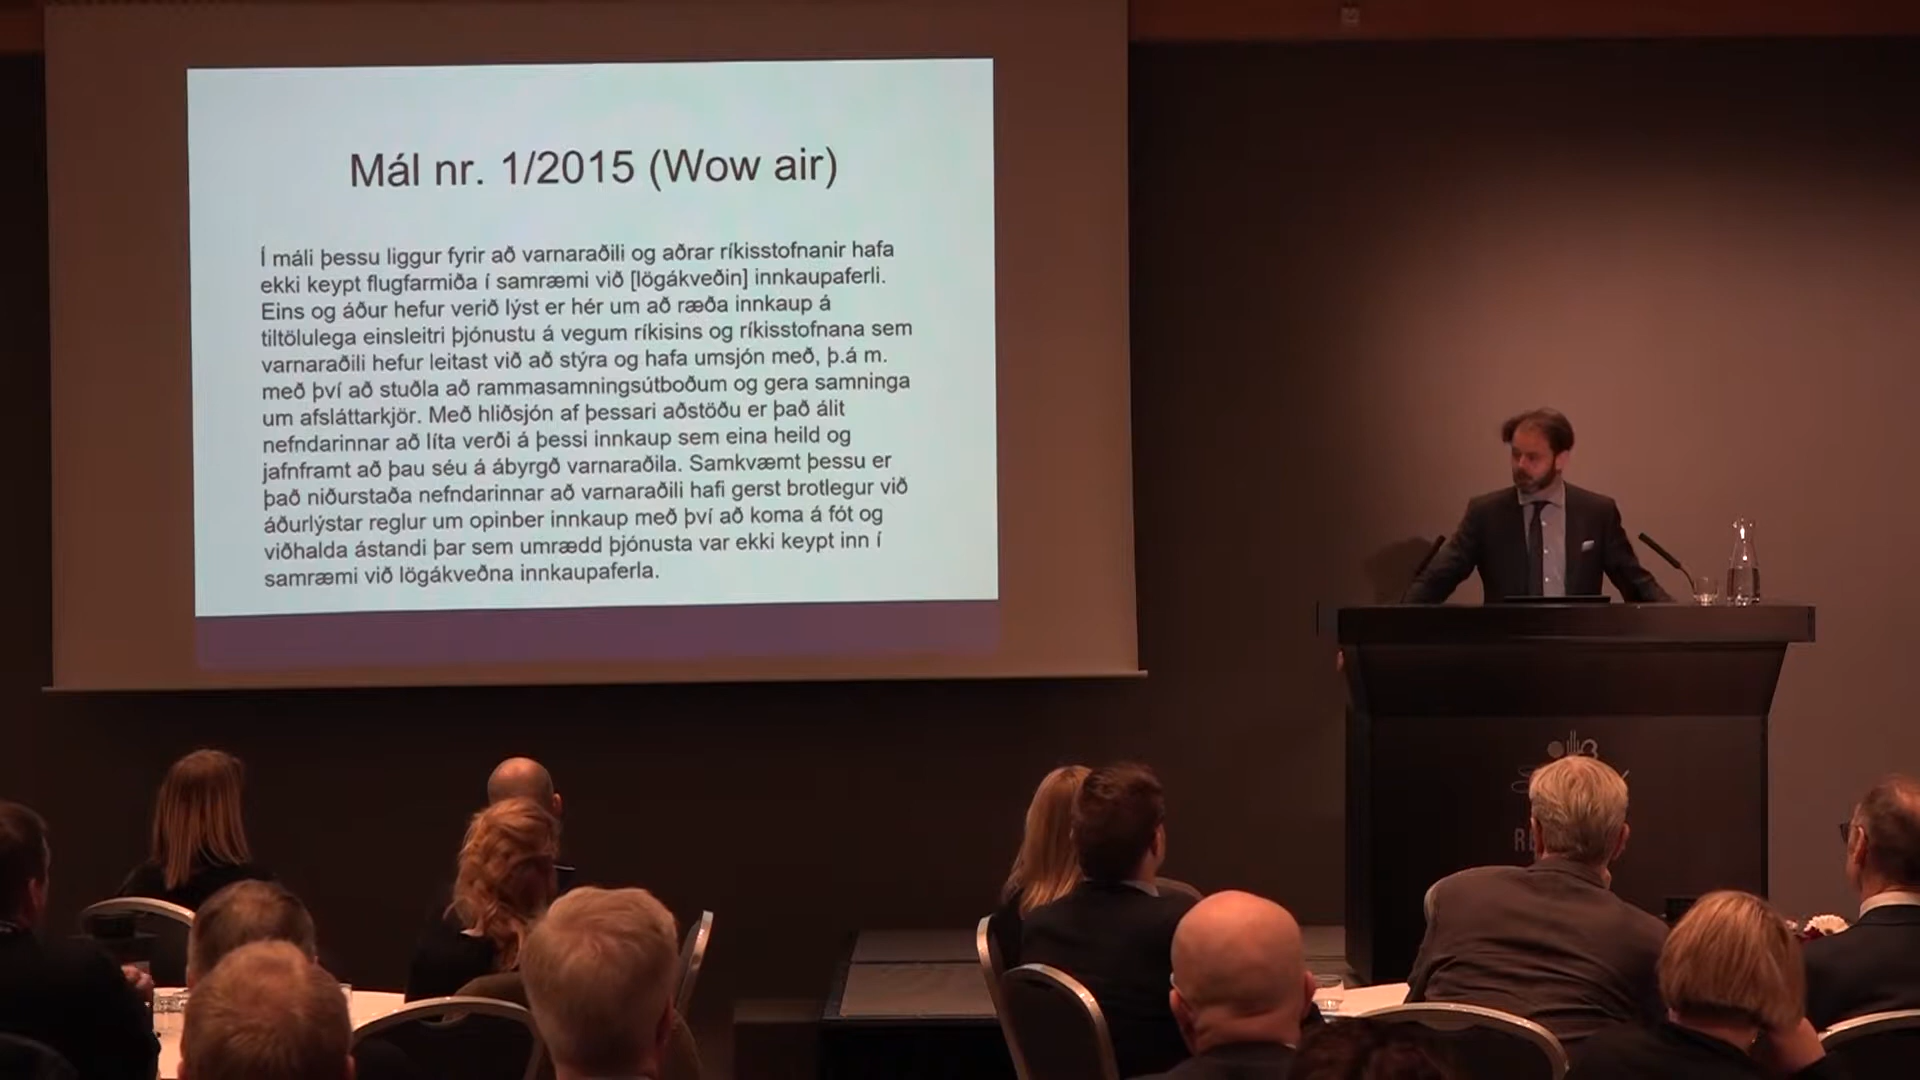 Mál nr. 1/2015 (Wow air)
Í máli þessu liggur fyrir að varnaraðili og aðrar ríkisstofnanir hafa
ekki keypt flugfarmiða í samræmi við [lögákveðin] innkaupaferli.
Eins og áður hefur verið lýst er hér um að ræða innkaup á
tiltölulega einsleitri þjónustu á vegum ríkisins og ríkisstofnana sem
varnaraðili hefur leitast við að stýra og hafa umsjón með, þ.á m.
með því að stuðla að rammasamningsútboðum og gera samninga
um afsláttarkjör. Með hliðsjón af þessari aðstöðu er það álit
nefndarinnar að líta verði á þessi innkaup sem eina heild og
jafnframt að þau séu á ábyrgð varnaraðila. Samkvæmt þessu er
það niðurstaða nefndarinnar að varnaraðili hafi gerst brotlegur við
áðurlýstar reglur um opinber innkaup með því að koma á fót og
viðhalda ástandi þar sem umrædd þjónusta var ekki keypt inn í
samræmi við lögákveðna innkaupaferla.